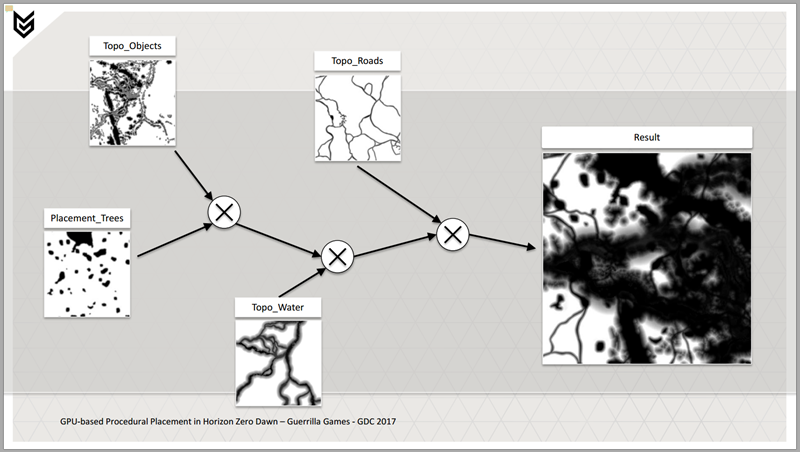 Topo_Objects
Topo_Roads
Result
Placement_Trees
Topo_Water
GPU-based Procedural Placement in Horizon Zero Dawn – Guerrilla Games - GDC 2017